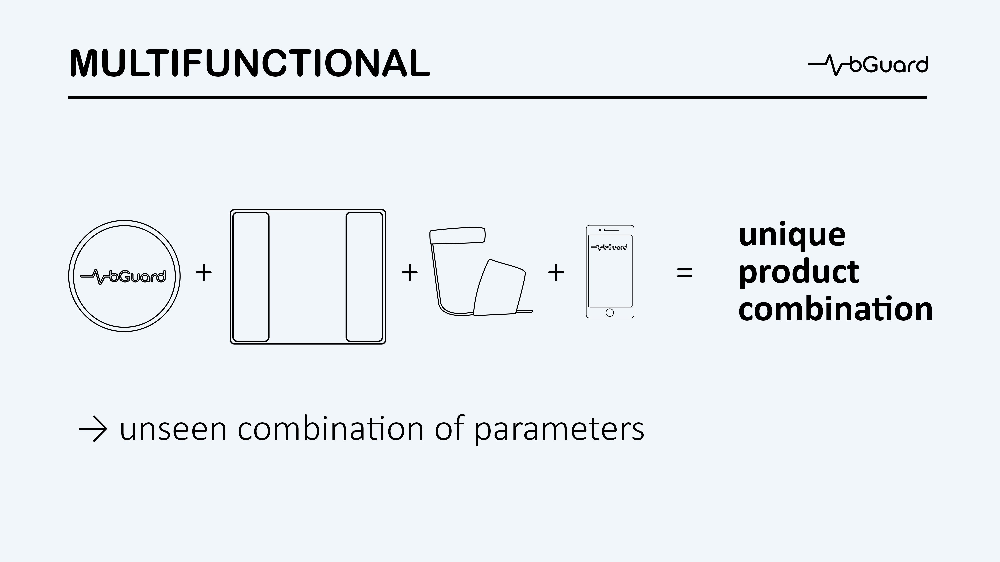 MULTIFUNCTIONAL
bGuard
bGuard
+
+
+
bGuard
=
unique
product
combination
→ unseen combination of parameters